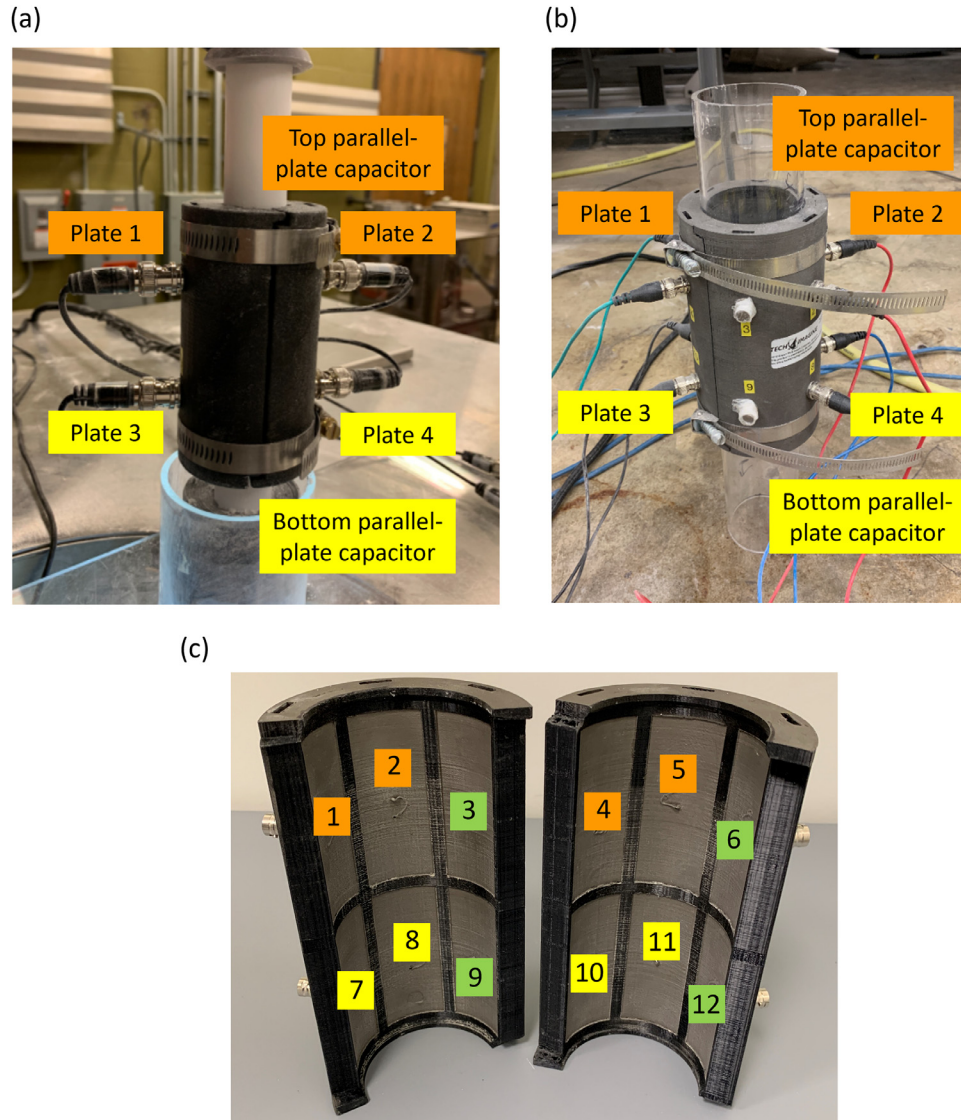 (a)
(b)
Top parallel-
plate capacitor
Plate 1
Plate 2
Plate 3
Plate 4
Bottom parallel-
plate capacitor
Top parallel-
plate capacitor
Plate 1
Plate 2
3
TECH4IMAGING
9
Plate 3
Plate 4
Bottom parallel-
plate capacitor
(c)
1
2
3
4
5
6
7
8
9
10
11
12